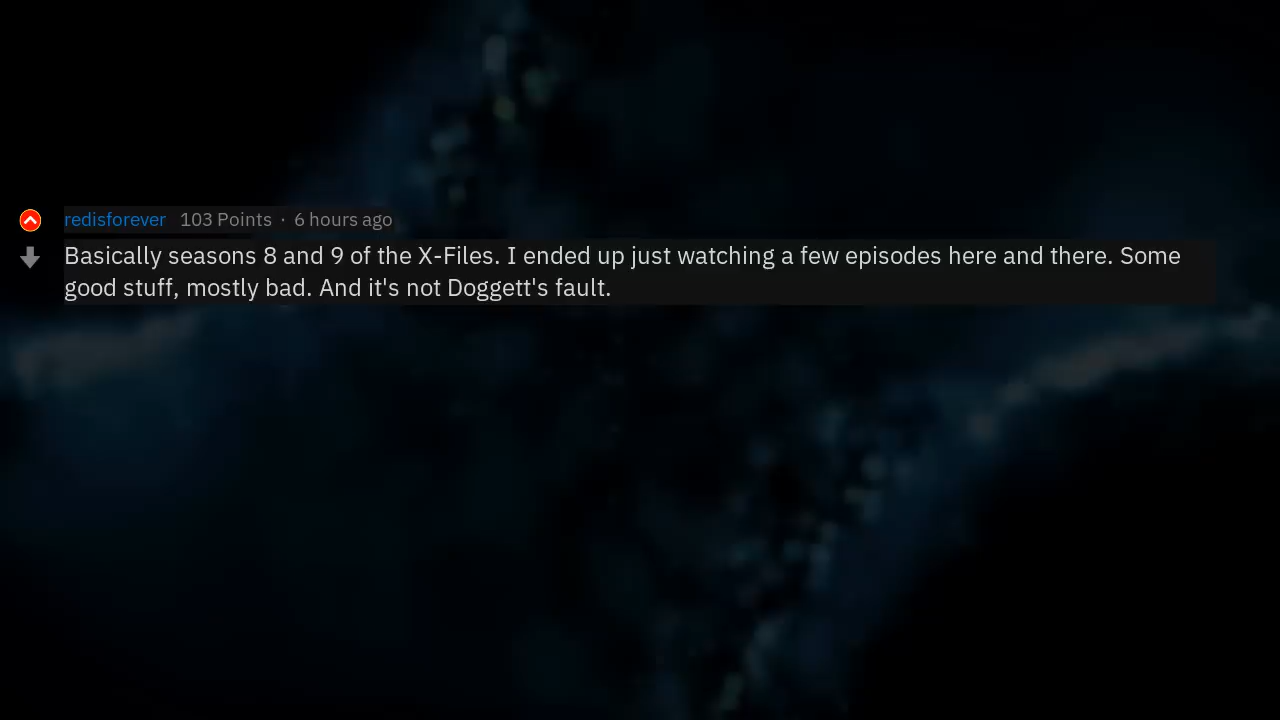 redisforever 103 Points · 6 hours ago
Basically seasons 8 and 9 of the X-Files. I ended up just watching a few episodes here and there. Some
good stuff, mostly bad. And it's not Doggett's fault.